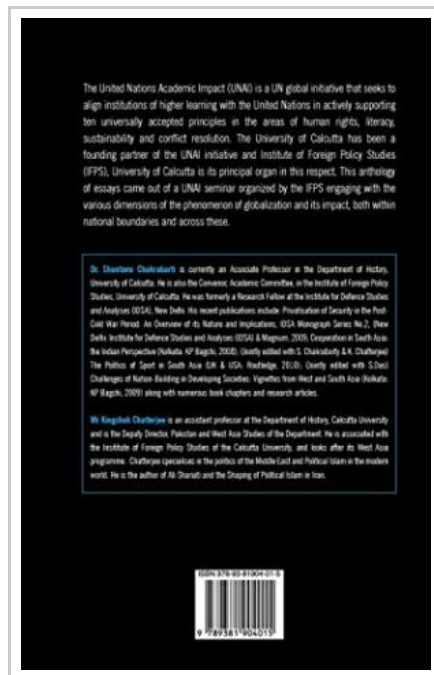 The United Nations Academic Impact (UNAI) is a UN global initiative that seeks to
align institutions of higher learning with the United Nations in actively supporting
ten universally accepted principles in the areas of human rights, literacy,
sustainability and conflict resolution. The University of Calcutta has been a
founding partner of the UNAI initiative and Institute of Foreign Policy Studies
(IFPS), University of Calcutta is its principal organ in this respect. This anthology
of essays came out of a UNAI seminar organized by the IFPS engaging with the
various dimensions of the phenomenon of globalization and its impact, both within
national boundaries and across these.
Dr. Shantanu Chakrabarti is currently an Associate Professor in the Department of History,
University of Calcutta. He is also the Convenor, Academic Committee, in the Institute of Foreign Policy
Studies, University of Calcutta. He was formerly a Research Fellow at the Institute for Defence Studies
and Analyses (IDSA), New Delhi. His recent publications include: Privatisation of Security in the Post-
Cold War Period: An Overview of its Nature and Implications, IDSA Monograph Series No.2, (New
Delhi: Institute for Defence Studies and Analyses (IDSA) & Magnum, 2009; Cooperation in South Asia:
the Indian Perspective (Kolkata: KP Bagchi, 2008); (Jointly edited with S. Chakraborty & K. Chatterjee)
The Politics of Sport in South Asia (UK & USA: Routledge, 2010); (Jointly edited with S.Das)
Challenges of Nation-Building in Developing Societies: Vignettes from West and South Asia (Kolkata:
KP Bagchi, 2009) along with numerous book chapters and research articles.
Mr Kingshuk Chatterjee is an assistant professor at the Department of History, Calcutta University
and is the Deputy Director, Pakistan and West Asia Studies of the Department. He is associated with
the Institute of Foreign Policy Studies of the Calcutta University, and looks after its West Asia
programme. Chatterjee specialises in the politics of the Middle East and Political Islam in the modern
world. He is the author of Ali Shariati and the Shaping of Political Islam in Iran.
ISBN 978-93-81904-01-5
9 789381 904015